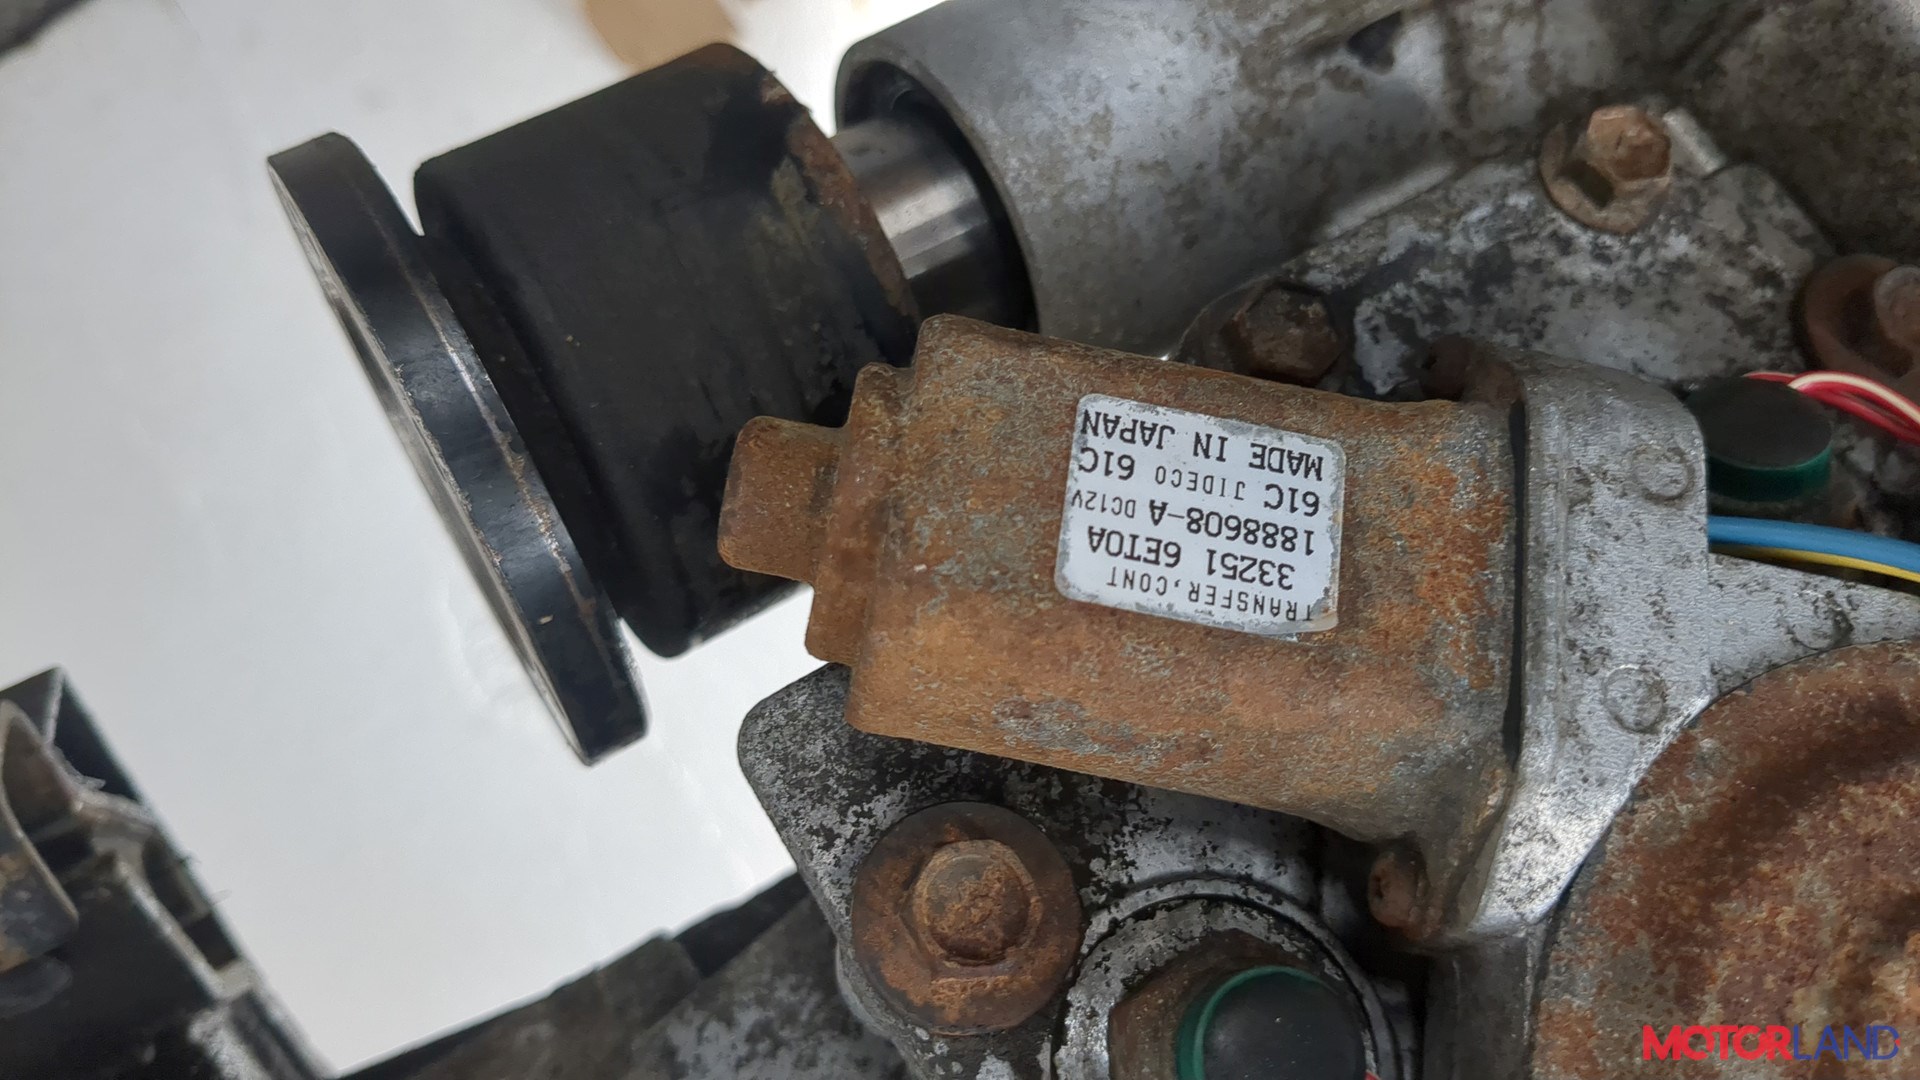 TRANSFER, CONT
33251 6ET0A
1888608-A DC12V
61C JIDECO 61C
MADE IN JAPAN
MOTORLAND